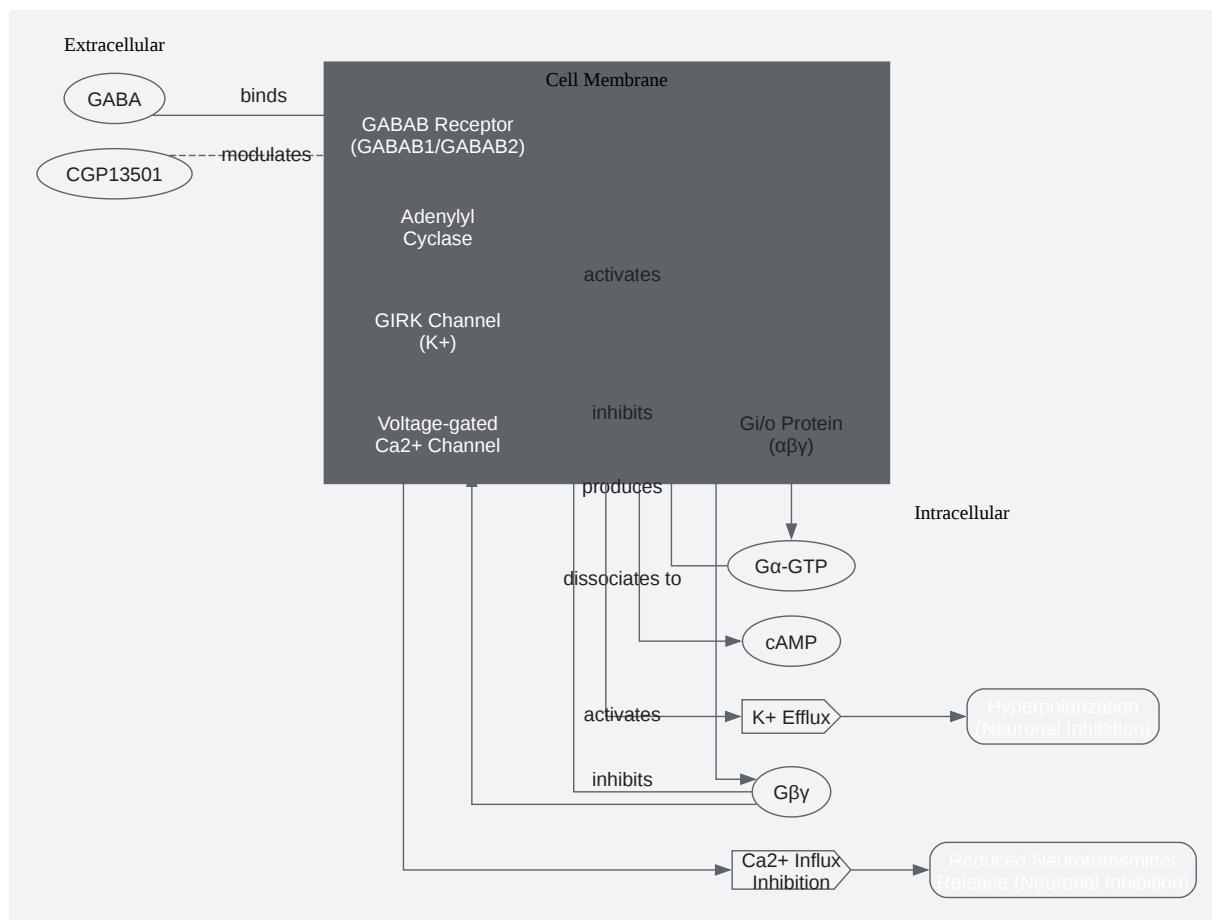 Extracellular
GABA
binds
CGP13501
modulates
Cell Membrane
GABAB Receptor
(GABAB1/GABAB2)
Adenylyl
Cyclase
activates
GIRK Channel
(K+)
inhibits
Voltage-gated
Ca2+ Channel
Gi/o Protein
(αβγ)
produces
Intracellular
Gα-GTP
dissociates to
cAMP
activates
K+ Efflux
Hyperpolarization
(Neuronal Inhibition)
inhibits
Gβγ
Ca2+ Influx
Inhibition
Reduced Neurotransmitter
Release (Neuronal Inhibition)